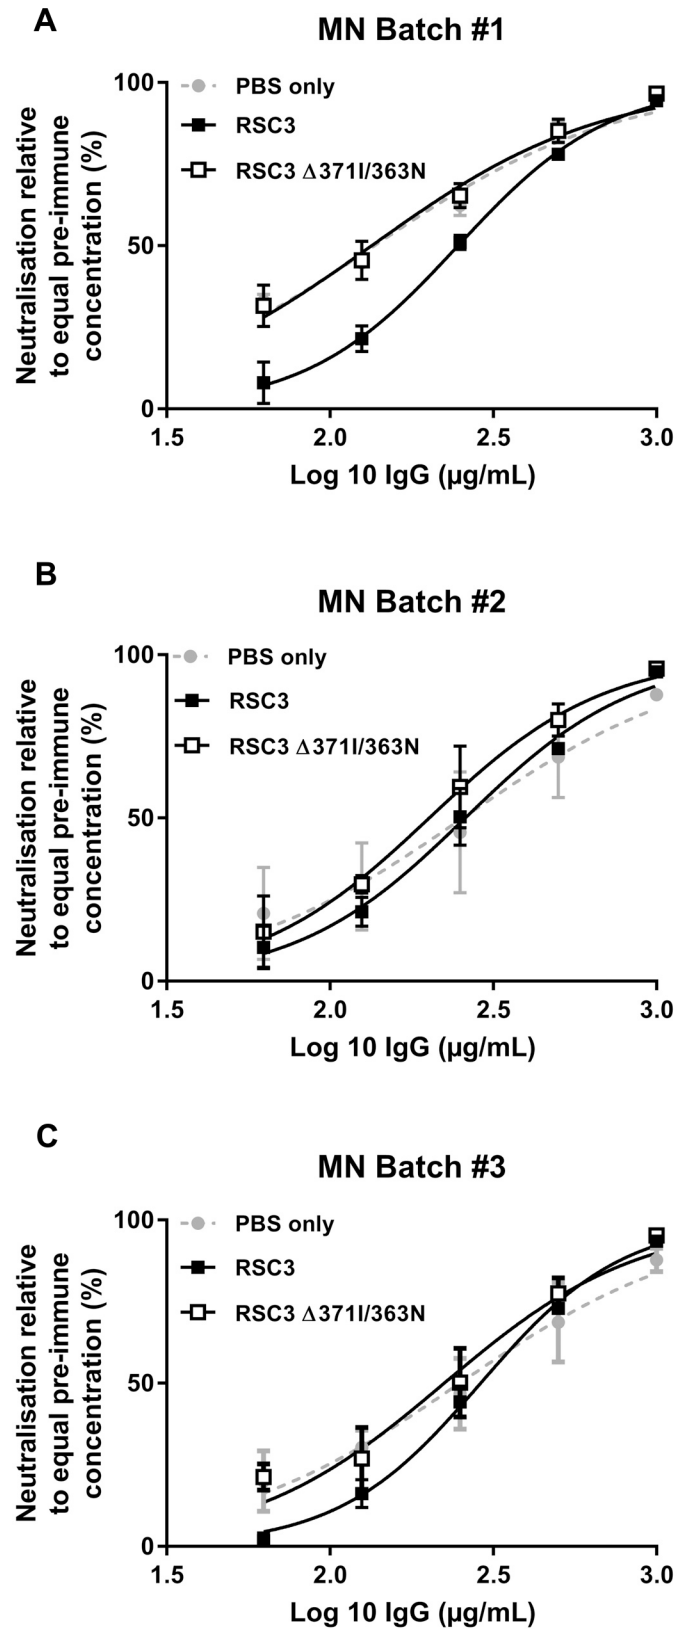 A
MN Batch #1
Neutralisation relative
to equal pre-immune
concentration (%)
100
50
0
PBS only
RSC3
RSC3 Δ371I/363N
1.5 2.0 2.5 3.0
Log 10 IgG (µg/mL)
B
MN Batch #2
Neutralisation relative
to equal pre-immune
concentration (%)
100
50
0
PBS only
RSC3
RSC3 Δ371I/363N
1.5 2.0 2.5 3.0
Log 10 IgG (µg/mL)
C
MN Batch #3
Neutralisation relative
to equal pre-immune
concentration (%)
100
50
0
PBS only
RSC3
RSC3 Δ371I/363N
1.5 2.0 2.5 3.0
Log 10 IgG (µg/mL)